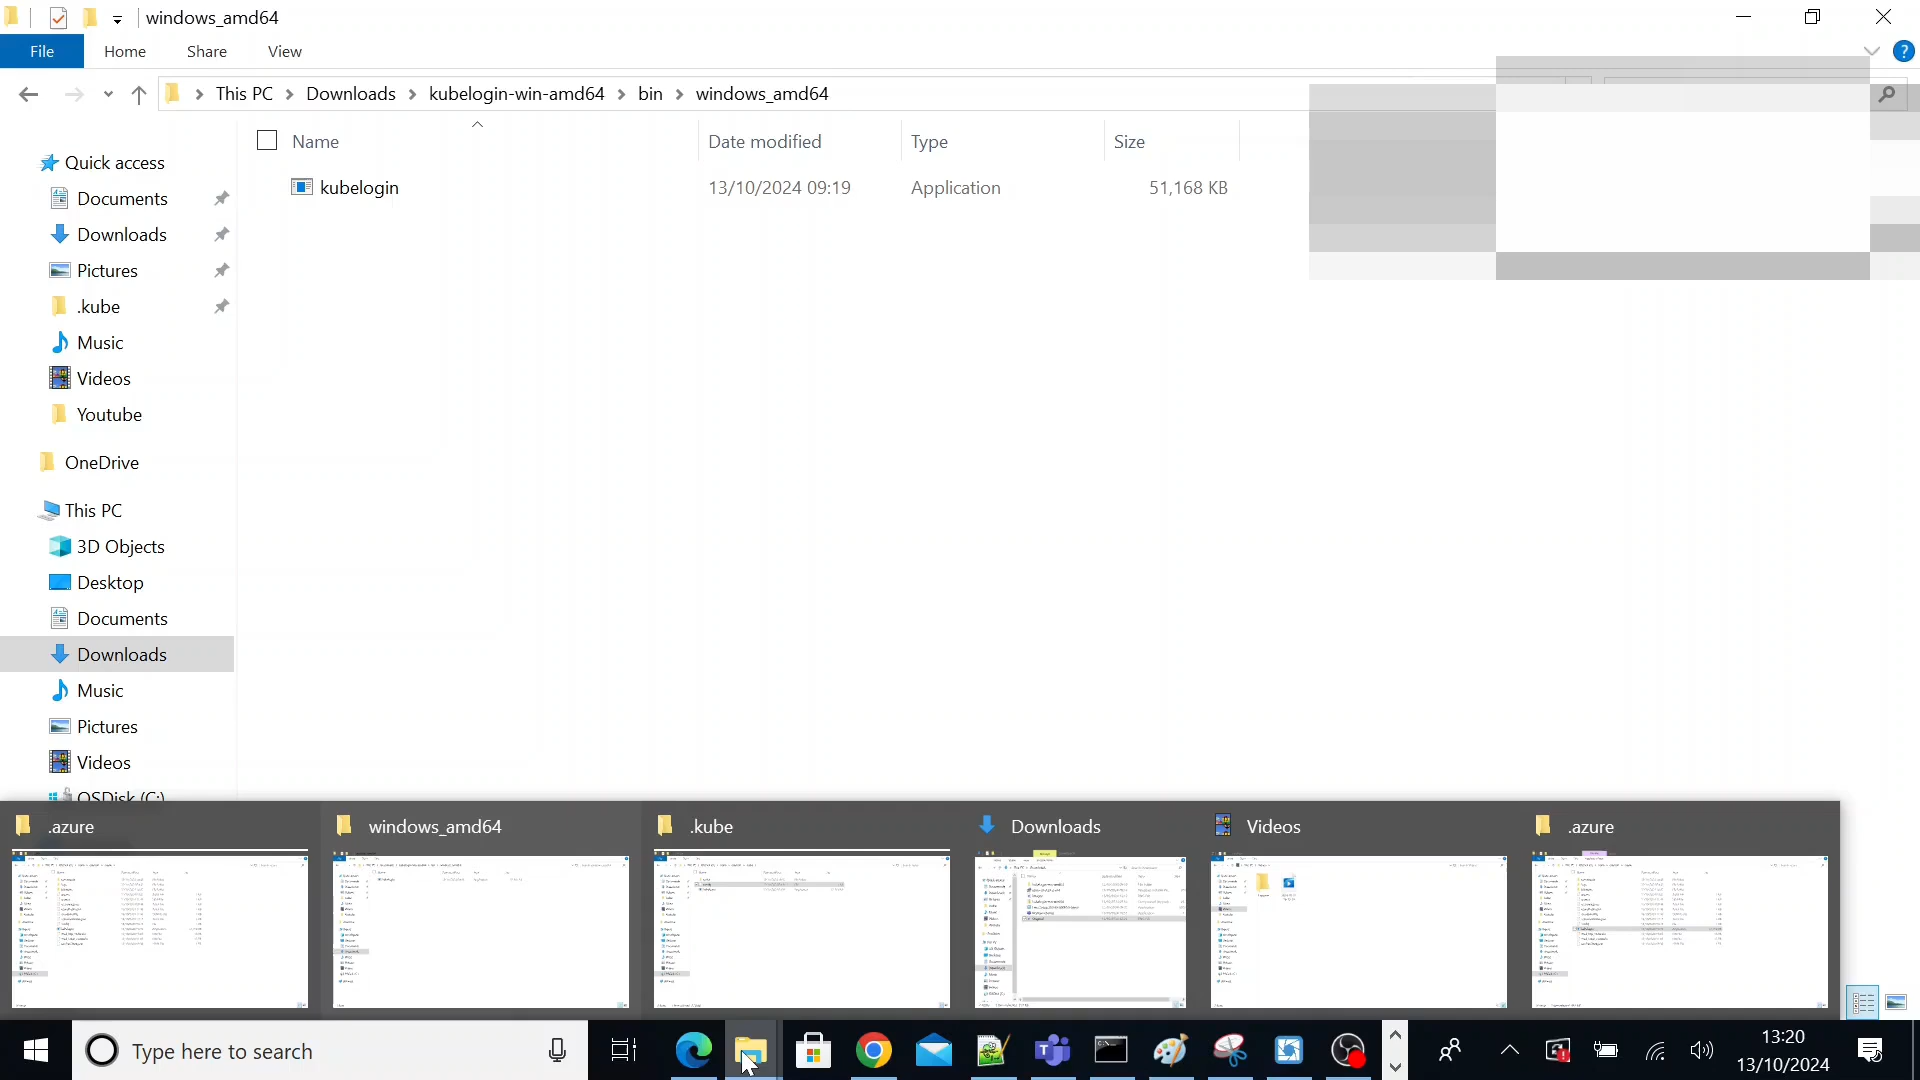 windows_amd64
File Home Share View
This PC Downloads kubelogin-win-amd64 bin windows_amd64
Name Date modified Type Size
kubelogin 13/10/2024 09:19 Application 51,168 KB
Quick access
Documents
Downloads
Pictures
.kube
Music
Videos
Youtube
OneDrive
This PC
3D Objects
Desktop
Documents
Downloads
Music
Pictures
Videos
OSDisk (C:)
.azure windows_amd64 .kube Downloads Videos .azure
Type here to search
13:20
13/10/2024